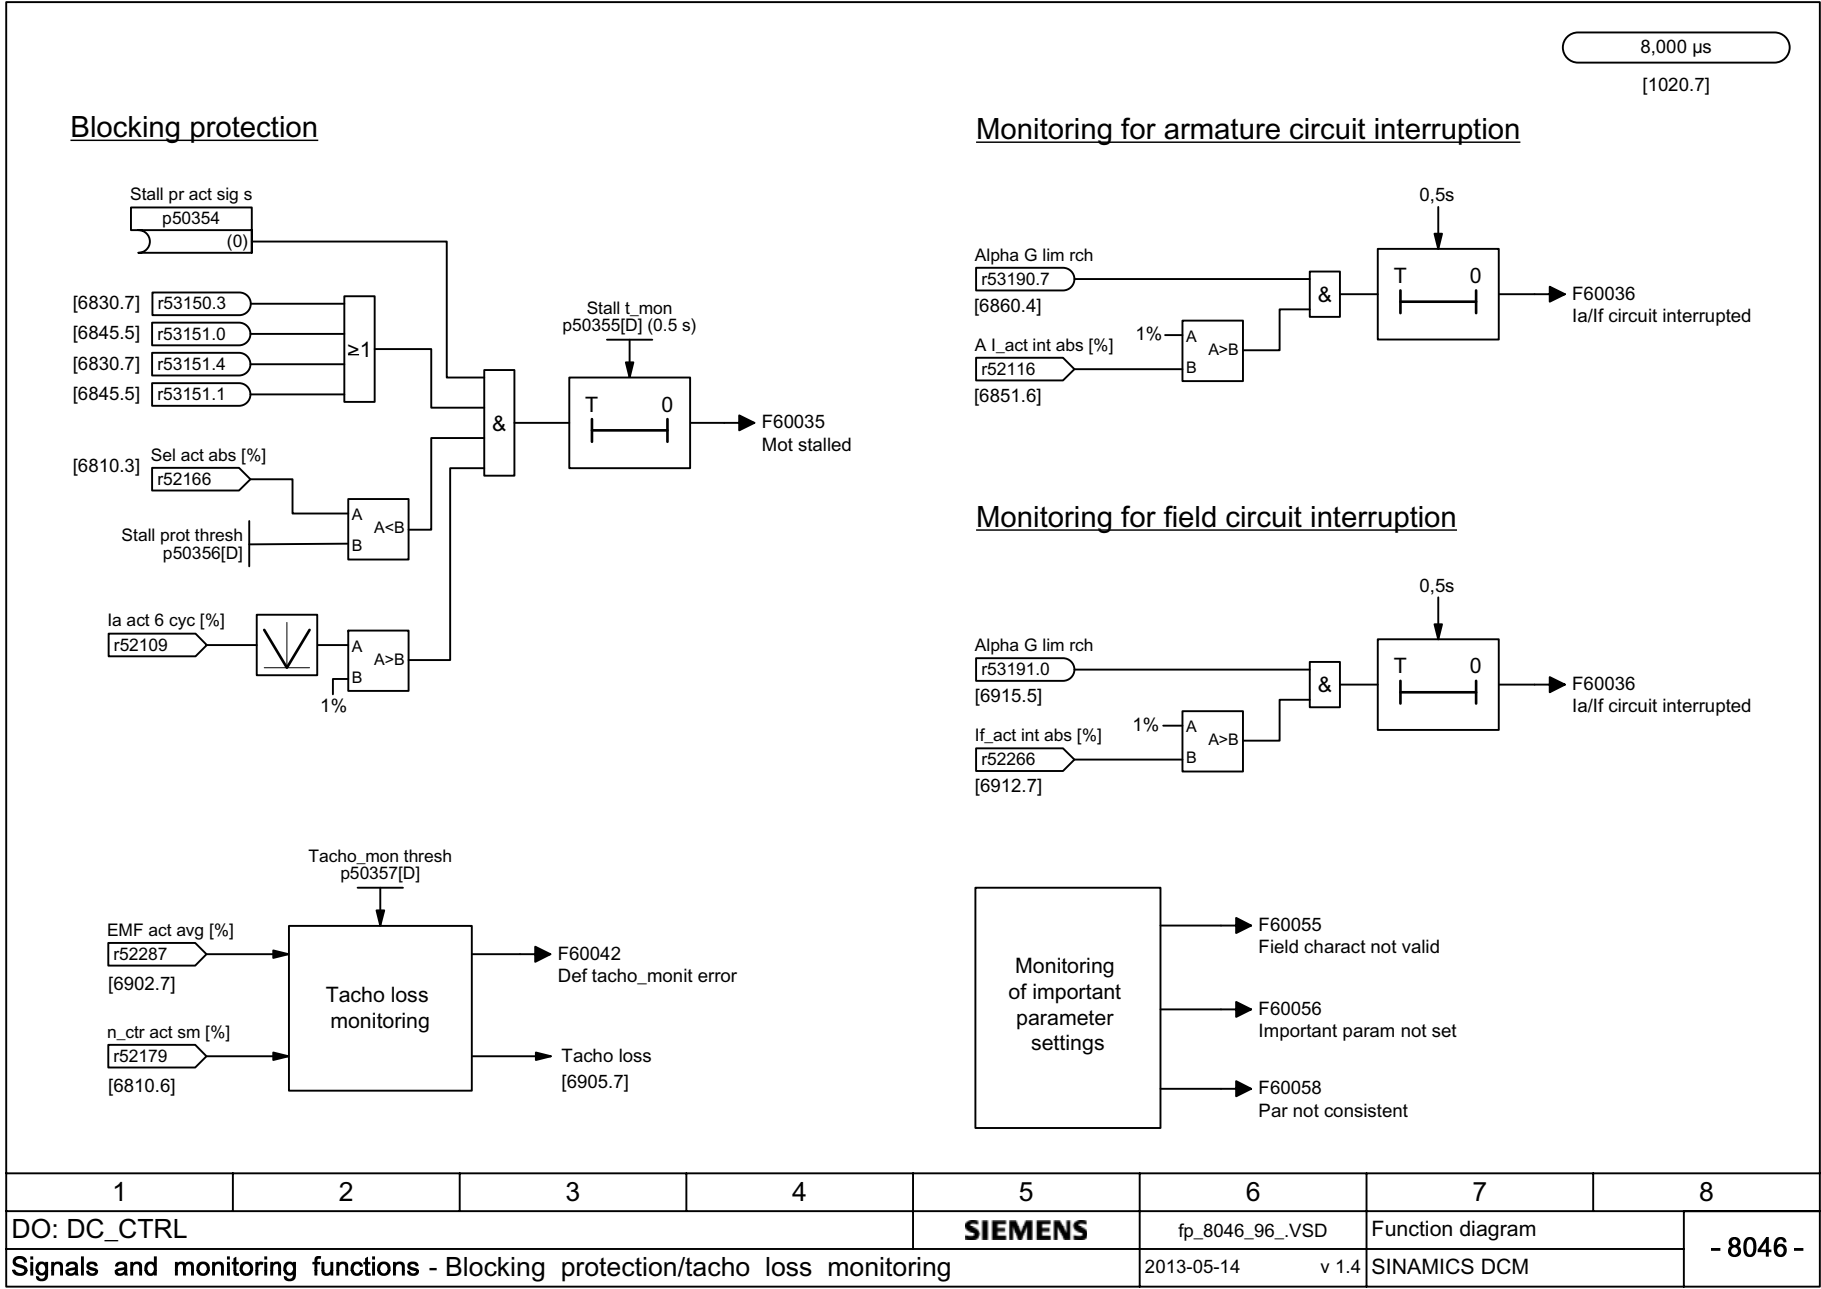 8,000 µs
[1020.7]
Blocking protection
Stall pr act sig s
p50354
(0)
[6830.7] r53150.3
[6845.5] r53151.0
[6830.7] r53151.4
[6845.5] r53151.1
≥1
Sel act abs [%]
[6810.3] r52166
Stall prot thresh
p50356[D]
A
B
A<B
Ia act 6 cyc [%]
r52109
A
B
A>B
1%
&
Stall t_mon
p50355[D] (0.5 s)
T 0
F60035
Mot stalled
Monitoring for armature circuit interruption
0,5s
Alpha G lim rch
r53190.7
[6860.4]
1%
A I_act int abs [%]
r52116
[6851.6]
A
B
A>B
&
T 0
F60036
Ia/If circuit interrupted
Monitoring for field circuit interruption
0,5s
Alpha G lim rch
r53191.0
[6915.5]
1%
If_act int abs [%]
r52266
[6912.7]
A
B
A>B
&
T 0
F60036
Ia/If circuit interrupted
Tacho_mon thresh
p50357[D]
EMF act avg [%]
r52287
[6902.7]
n_ctr act sm [%]
r52179
[6810.6]
Tacho loss
monitoring
F60042
Def tacho_monit error
Tacho loss
[6905.7]
Monitoring
of important
parameter
settings
F60055
Field charact not valid
F60056
Important param not set
F60058
Par not consistent
1 2 3 4 5 6 7 8
DO: DC_CTRL SIEMENS fp_8046_96_.VSD Function diagram
- 8046 -
Signals and monitoring functions - Blocking protection/tacho loss monitoring 2013-05-14 v 1.4 SINAMICS DCM